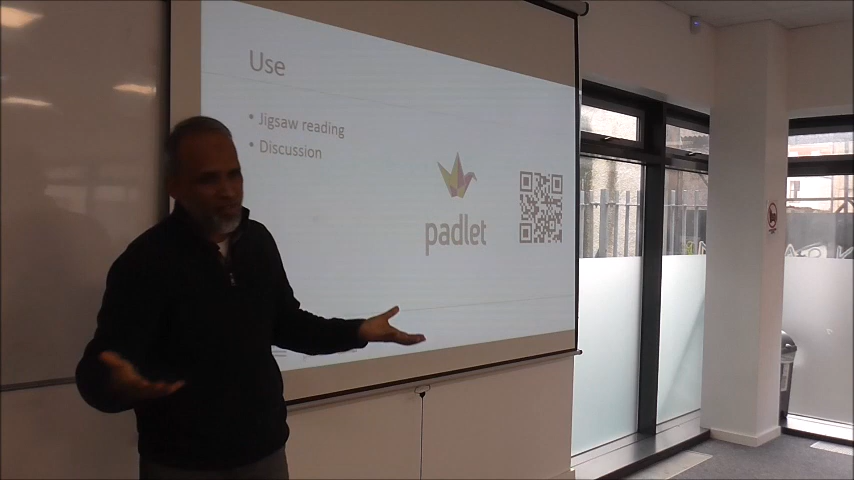 Use
• Jigsaw reading
• Discussion
padlet